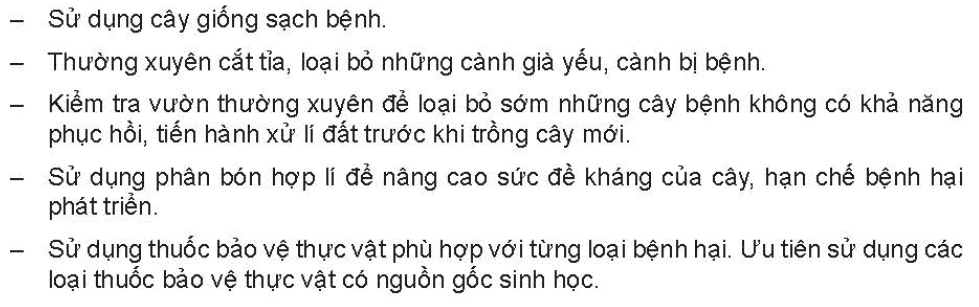 – Sử dụng cây giống sạch bệnh.
– Thường xuyên cắt tỉa, loại bỏ những cành già yếu, cành bị bệnh.
– Kiểm tra vườn thường xuyên để loại bỏ sớm những cây bệnh không có khả năng
phục hồi, tiến hành xử lí đất trước khi trồng cây mới.
– Sử dụng phân bón hợp lí để nâng cao sức đề kháng của cây, hạn chế bệnh hại
phát triển.
– Sử dụng thuốc bảo vệ thực vật phù hợp với từng loại bệnh hại. Ưu tiên sử dụng các
loại thuốc bảo vệ thực vật có nguồn gốc sinh học.